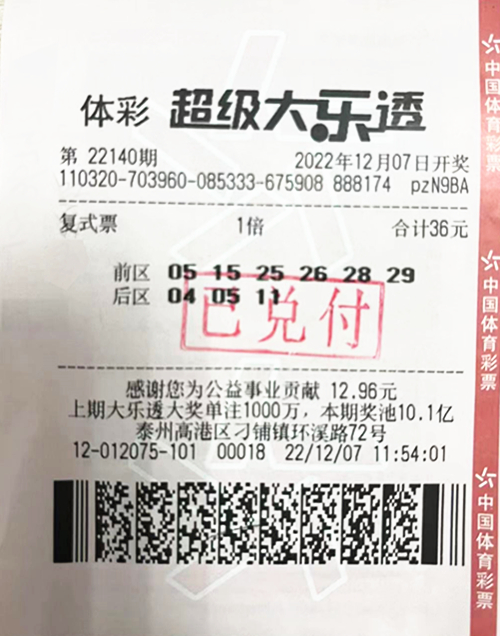 体彩 超级大乐透
第 22140期 2022年12月07日开奖
110320-703960-085333-675908 888174 pzN9BA
复式票 1倍 合计36元
前区 05 15 25 26 28 29
后区 04 05 11
已兑付
感谢您为公益事业贡献 12.96元
上期大乐透大奖单注1000万，本期奖池10.1亿
泰州高港区刁铺镇环溪路72号
12-012075-101 00018 22/12/07 11:54:01
中国体育彩票
中国体育彩票
中国体育彩票